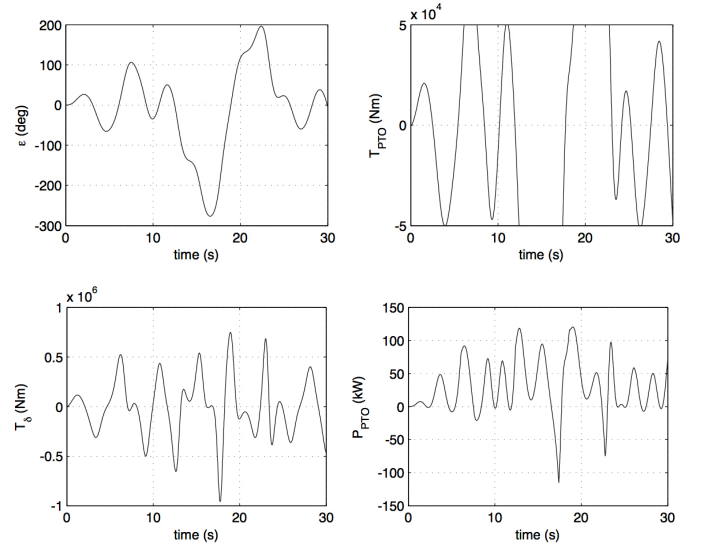 200
100
0
-100
-200
-300
ε (deg)
0 10 20 30
time (s)
x 10^4
5
0
-5
T_PTO (Nm)
0 10 20 30
time (s)
x 10^6
1
0.5
0
-0.5
-1
T_δ (Nm)
0 10 20 30
time (s)
150
100
50
0
-50
-100
-150
P_PTO (kW)
0 10 20 30
time (s)